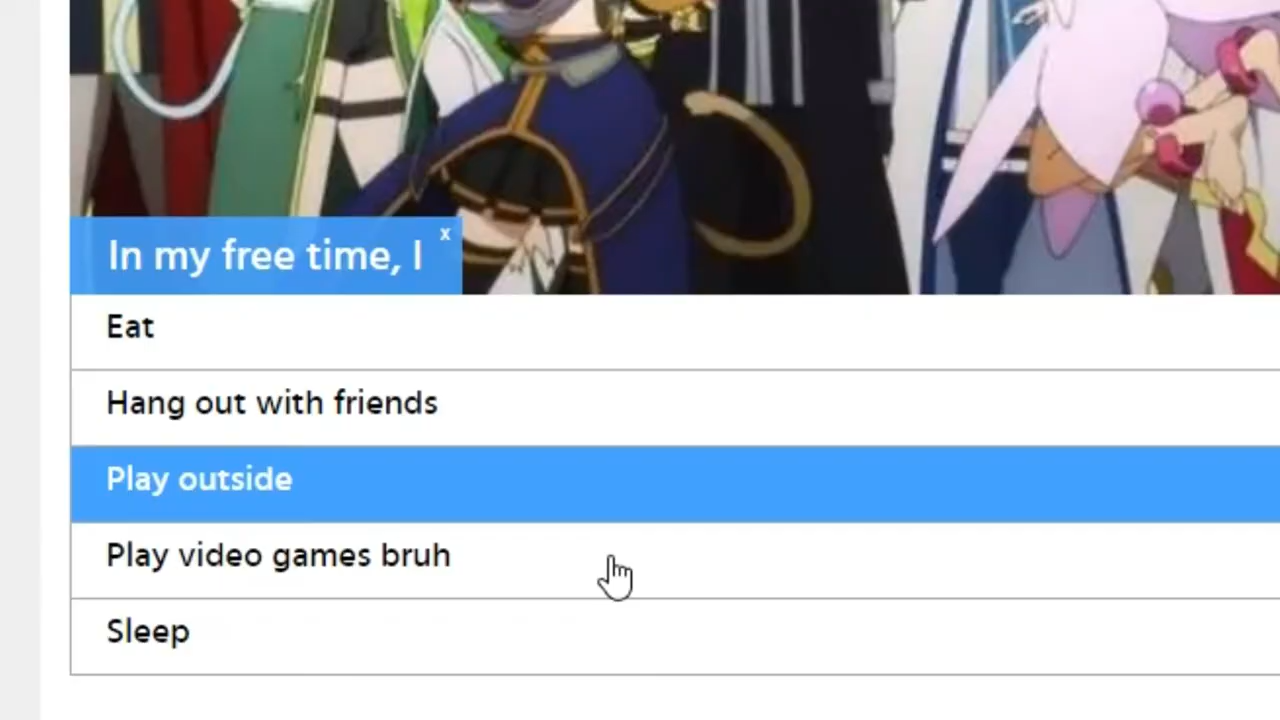 In my free time, I
x
Eat
Hang out with friends
Play outside
Play video games bruh
Sleep